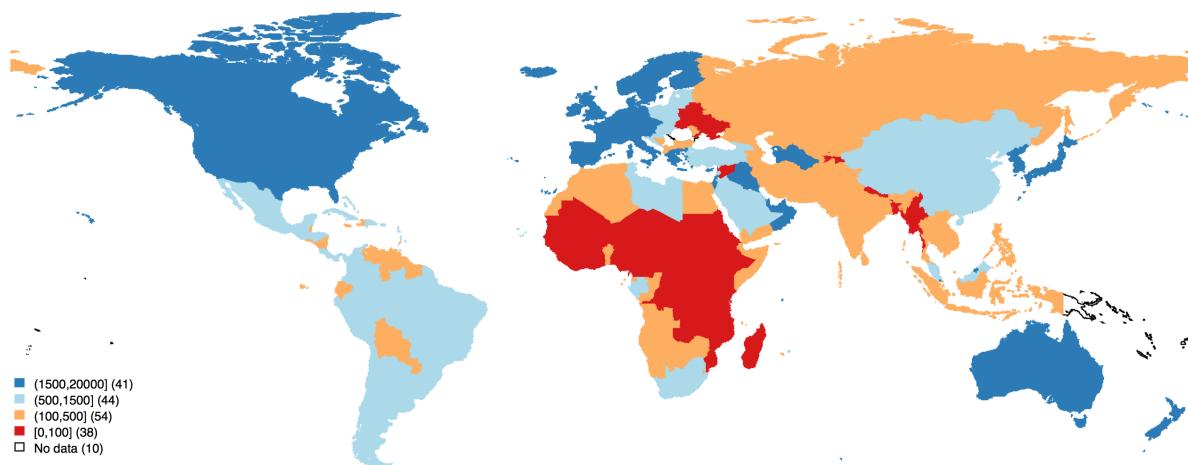 (1500,20000] (41)
(500,1500] (44)
(100,500] (54)
[0,100] (38)
No data (10)